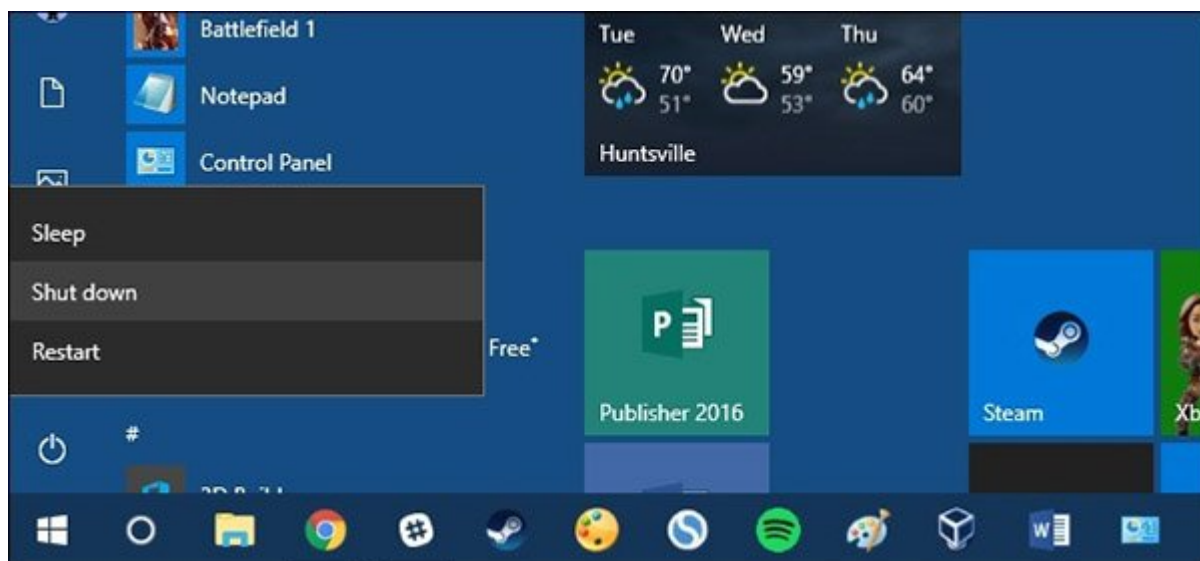 Battlefield 1
Notepad
Control Panel
Sleep
Shut down
Restart
Free*
#
Tue Wed Thu
70° 59° 64°
51° 53° 60°
Huntsville
P
Publisher 2016
Steam
Xb
W